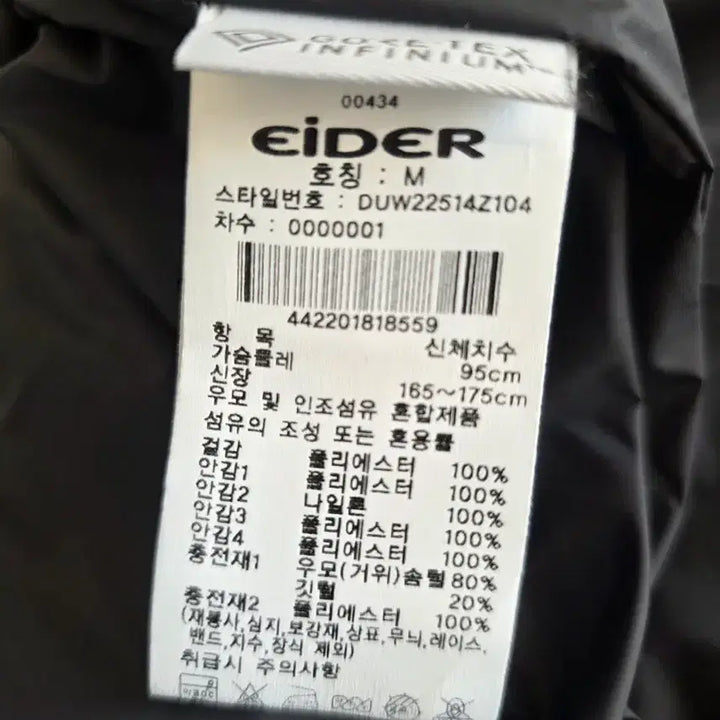 GORE-TEX
INFINIUM™
00434
EiDER
호칭 : M
스타일번호 : DUW22514Z104
차수 : 0000001
442201818559
항 목 신체치수
가슴둘레 95cm
신장 165~175cm
우모 및 인조섬유 혼합제품
섬유의 조성 또는 혼용률
겉감 폴리에스터 100%
안감1 폴리에스터 100%
안감2 나일론 100%
안감3 폴리에스터 100%
안감4 폴리에스터 100%
충전재1 우모(거위)솜털 80%
깃털 20%
충전재2 폴리에스터 100%
(재봉사,심지,보강재,상표,무늬,레이스,
밴드,지수,장식 제외)
취급시 주의사항